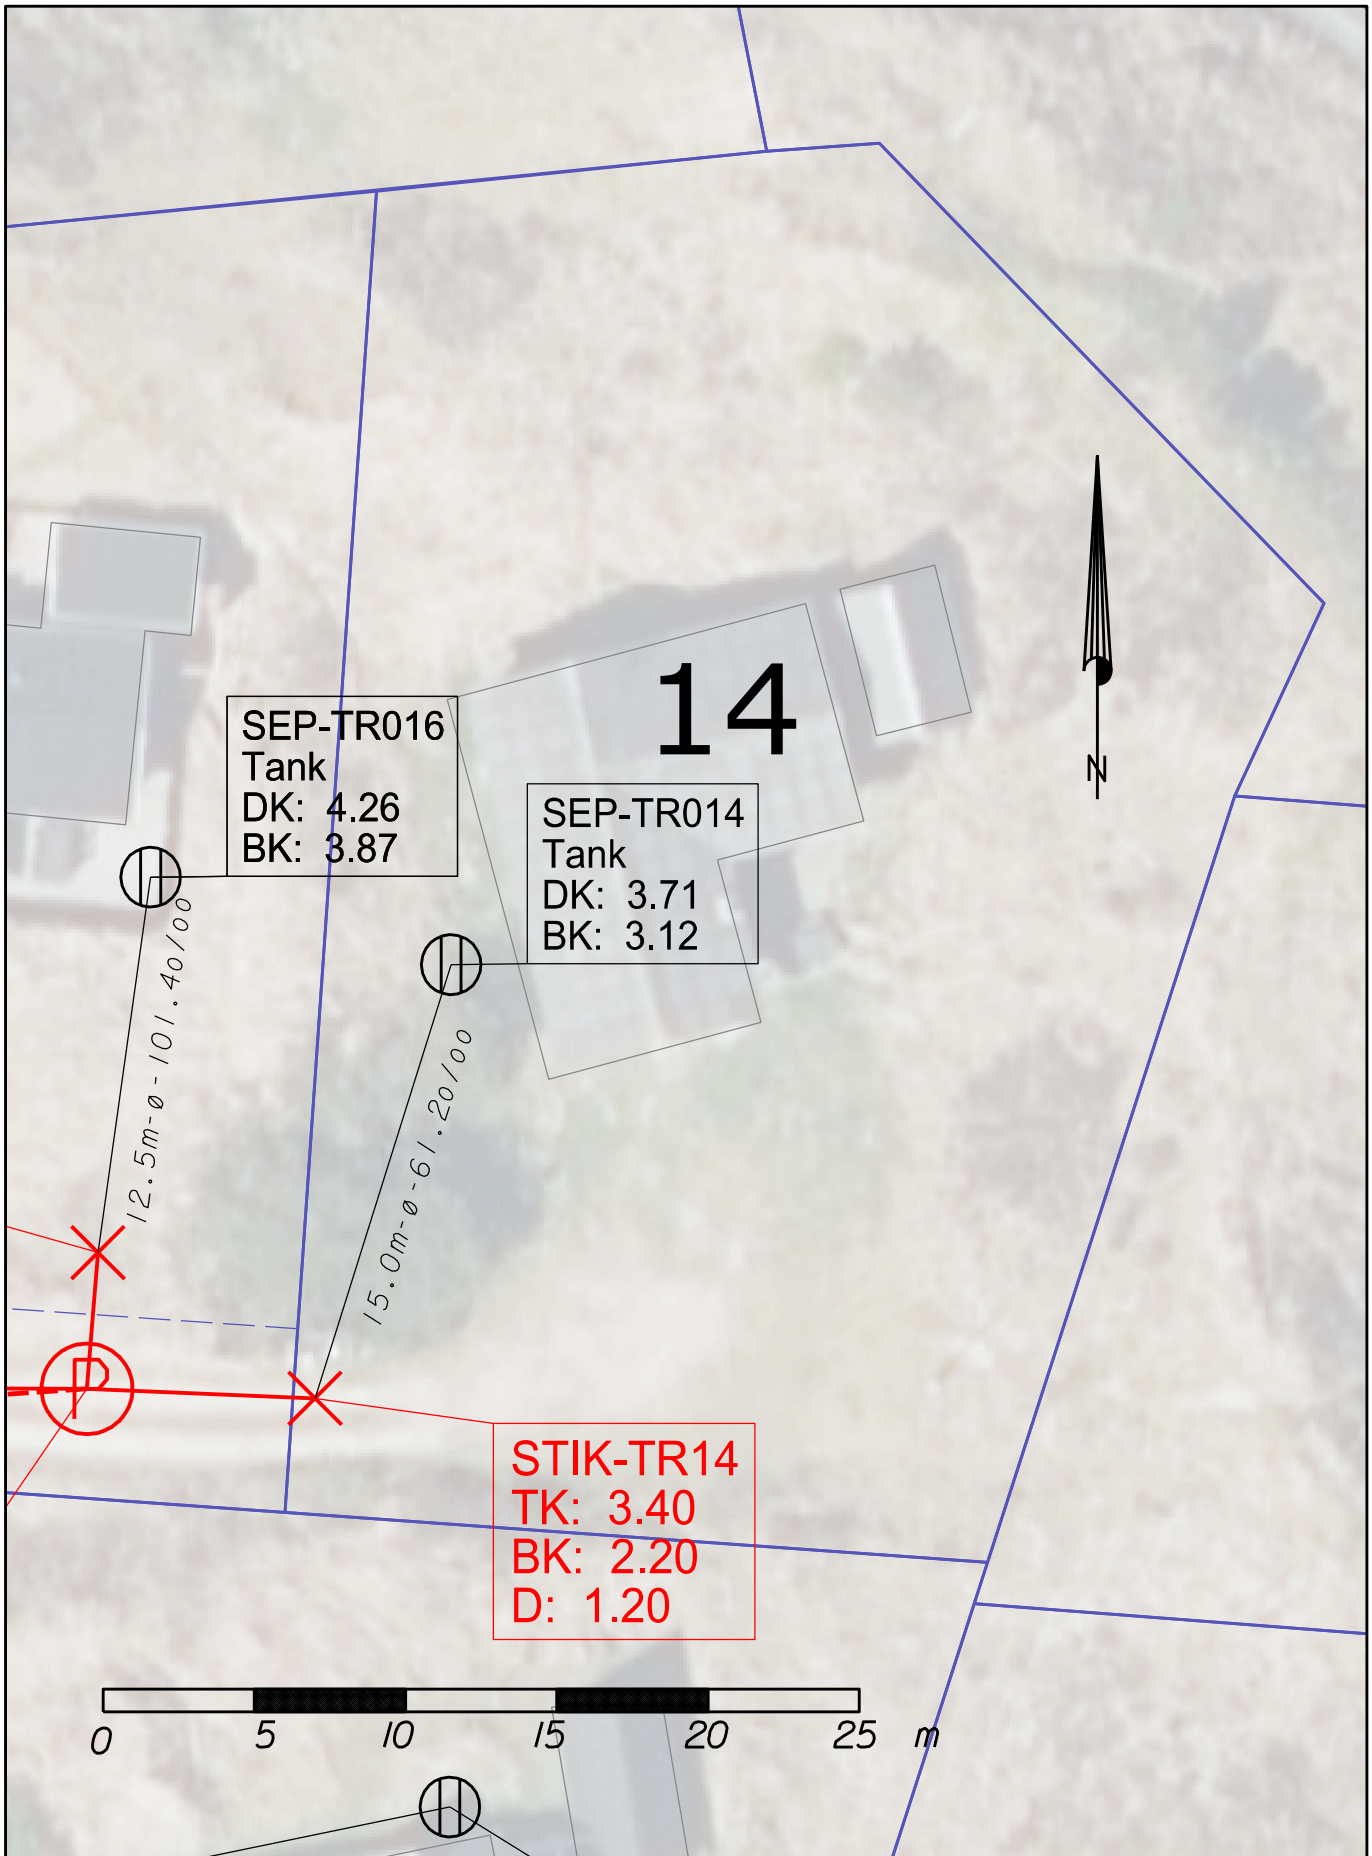 14
N
SEP-TR016
Tank
DK: 4.26
BK: 3.87
SEP-TR014
Tank
DK: 3.71
BK: 3.12
12.5m-ø-101.40/00
15.0m-ø-61.20/00
P
STIK-TR14
TK: 3.40
BK: 2.20
D: 1.20
0 5 10 15 20 25 m